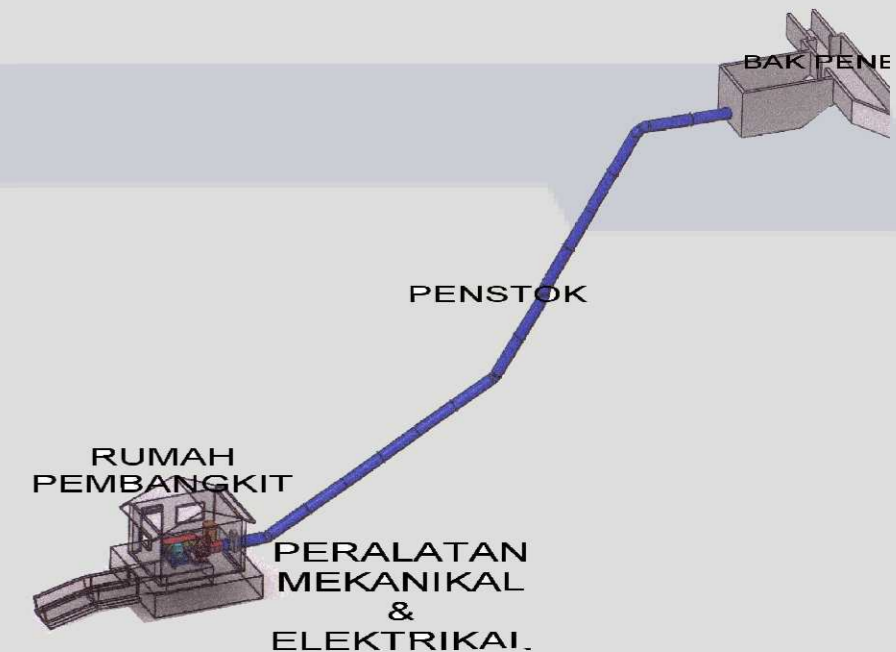 BAK PENE
PENSTOK
RUMAH
PEMBANGKIT
PERALATAN
MEKANIKAL
&
ELEKTRIKAL